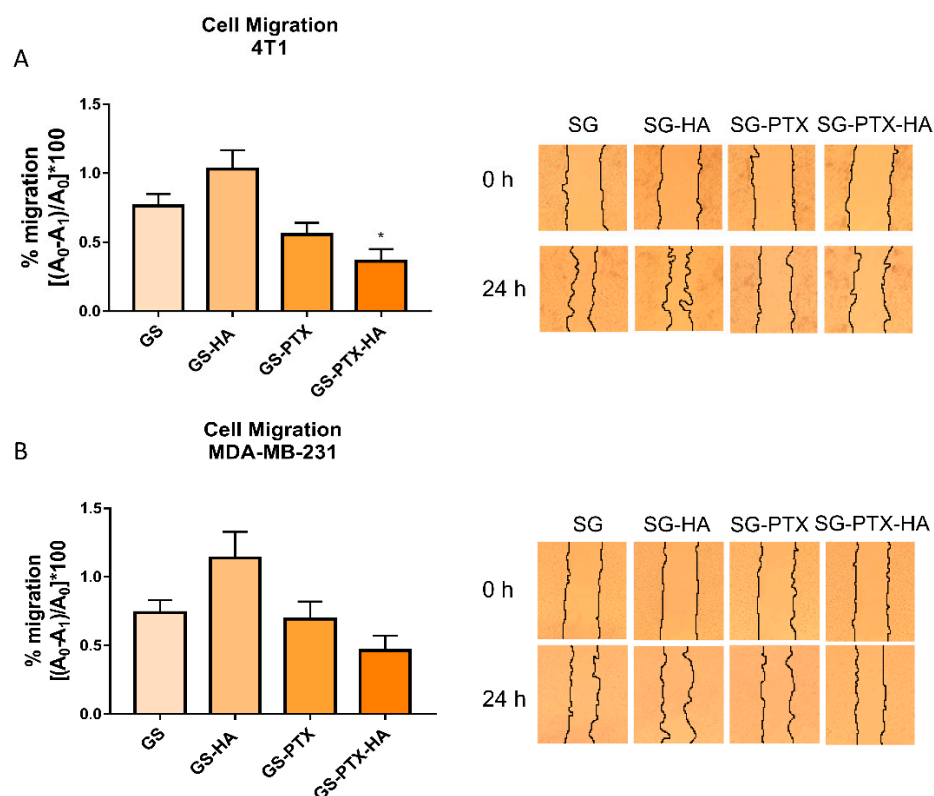 Cell Migration
4T1
A
% migration
[(A₀-A₁)/A₀]*100
1.5
1.0
0.5
0.0
*
GS
GS-HA
GS-PTX
GS-PTX-HA
SG SG-HA SG-PTX SG-PTX-HA
0 h
24 h
Cell Migration
MDA-MB-231
B
% migration
[(A₀-A₁)/A₀]*100
1.5
1.0
0.5
0.0
GS
GS-HA
GS-PTX
GS-PTX-HA
SG SG-HA SG-PTX SG-PTX-HA
0 h
24 h